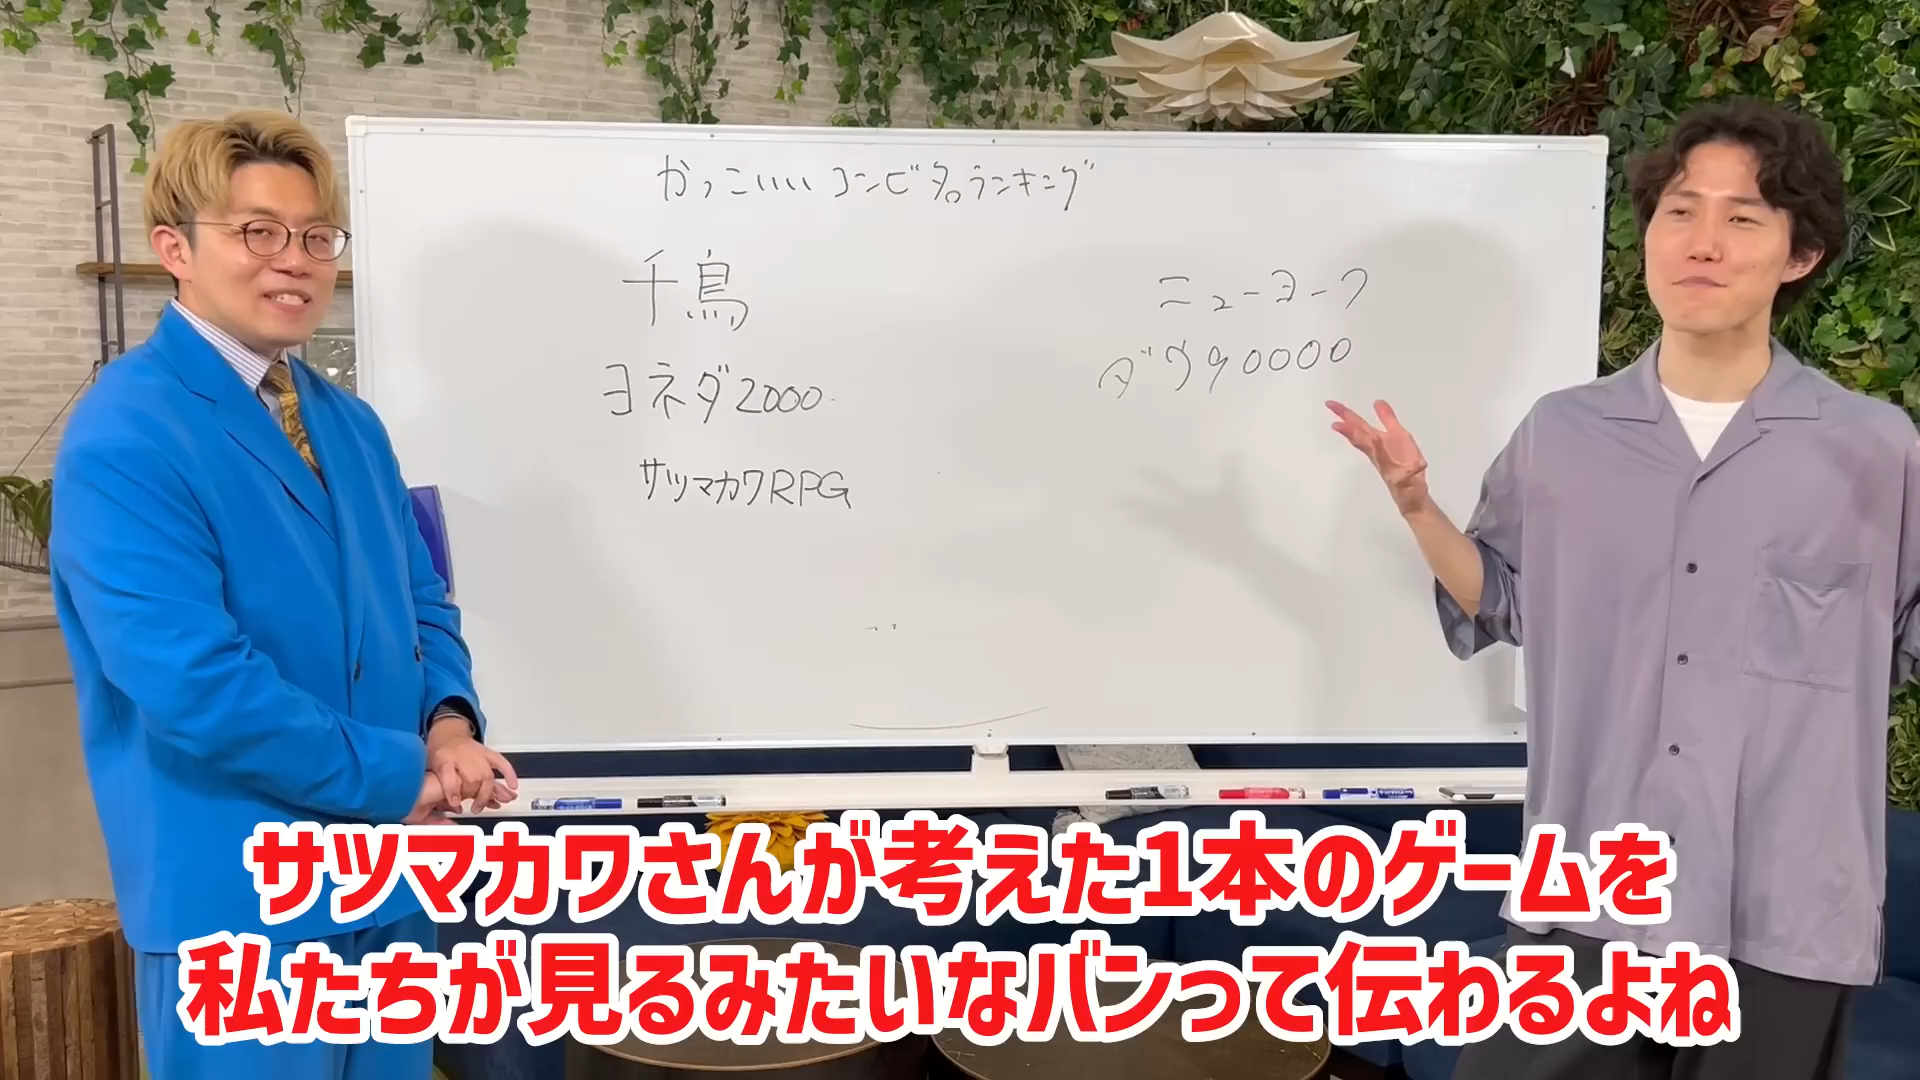 かっこいいコンビ名ランキング
千鳥
ヨネダ2000
サツマカワRPG
ニューヨーク
ダウ90000
サツマカワさんが考えた1本のゲームを
私たちが見るみたいなバンって伝わるよね